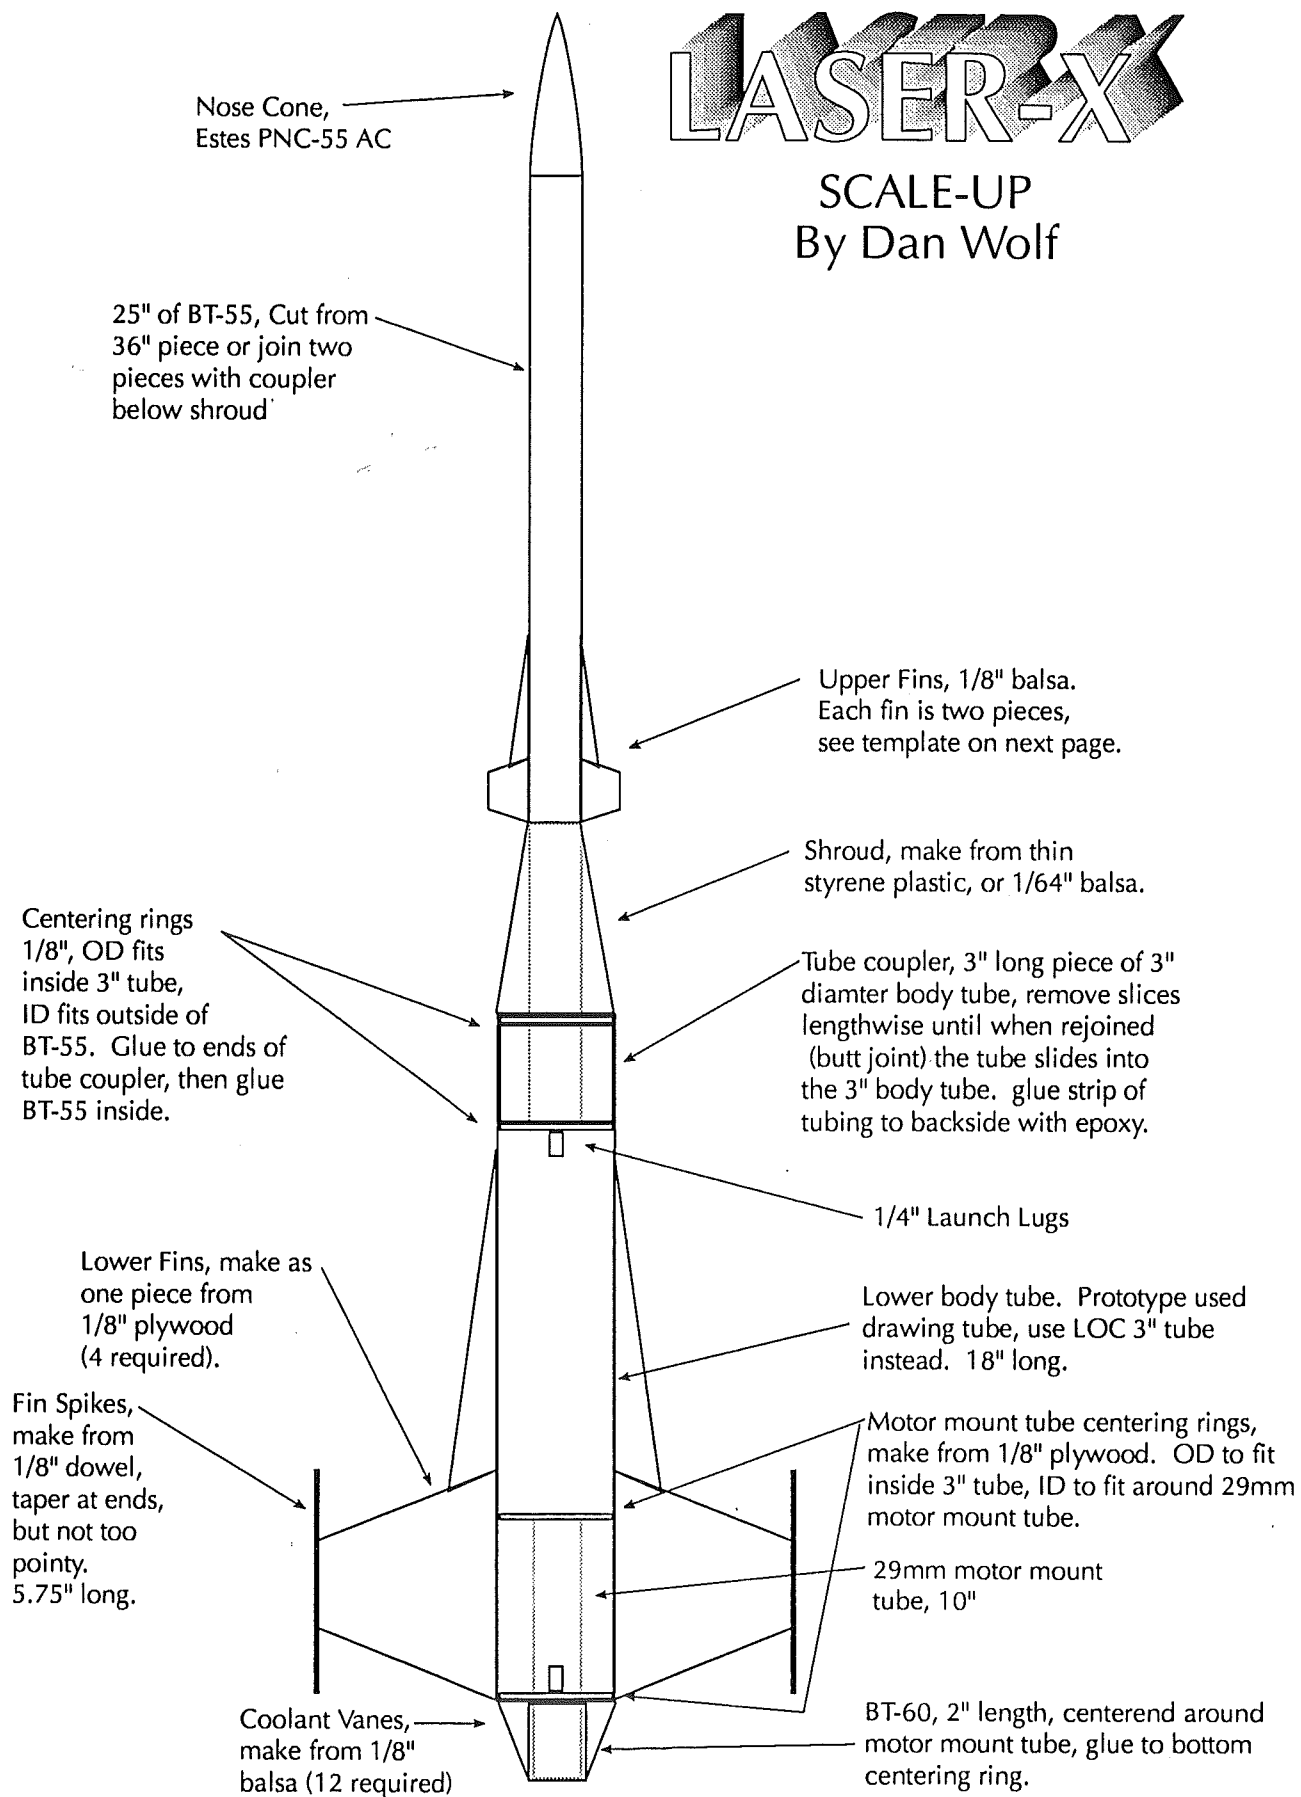 LASER-X
SCALE-UP
By Dan Wolf
Nose Cone,
Estes PNC-55 AC
25" of BT-55, Cut from
36" piece or join two
pieces with coupler
below shroud
Upper Fins, 1/8" balsa.
Each fin is two pieces,
see template on next page.
Shroud, make from thin
styrene plastic, or 1/64" balsa.
Centering rings
1/8", OD fits
inside 3" tube,
ID fits outside of
BT-55. Glue to ends of
tube coupler, then glue
BT-55 inside.
Tube coupler, 3" long piece of 3"
diamter body tube, remove slices
lengthwise until when rejoined
(butt joint) the tube slides into
the 3" body tube. glue strip of
tubing to backside with epoxy.
1/4" Launch Lugs
Lower Fins, make as
one piece from
1/8" plywood
(4 required).
Lower body tube. Prototype used
drawing tube, use LOC 3" tube
instead. 18" long.
Fin Spikes,
make from
1/8" dowel,
taper at ends,
but not too
pointy.
5.75" long.
Motor mount tube centering rings,
make from 1/8" plywood. OD to fit
inside 3" tube, ID to fit around 29mm
motor mount tube.
29mm motor mount
tube, 10"
Coolant Vanes,
make from 1/8"
balsa (12 required)
BT-60, 2" length, centerend around
motor mount tube, glue to bottom
centering ring.